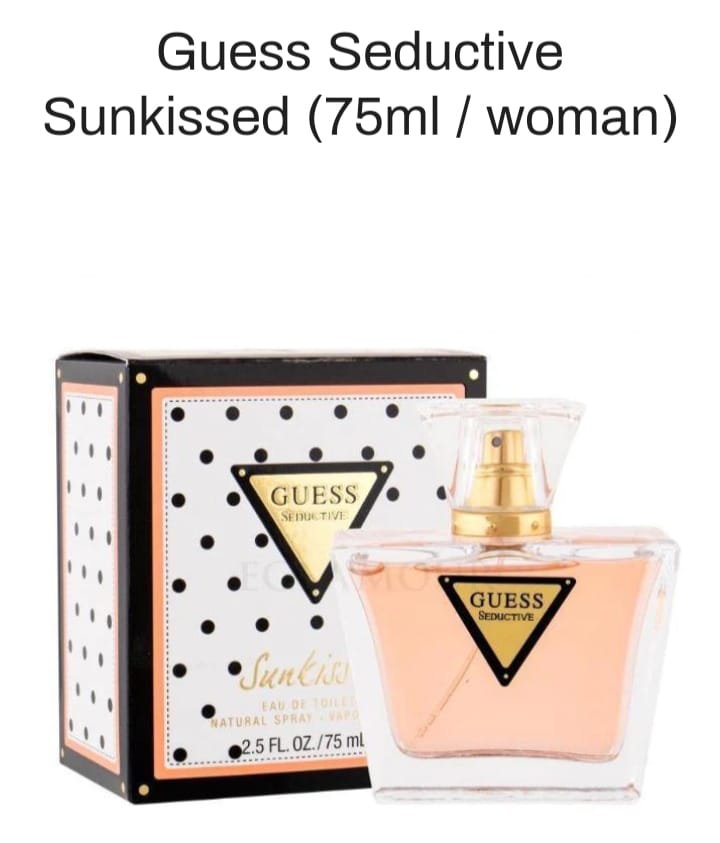 Guess Seductive
Sunkissed (75ml / woman)
GUESS
SEDUCTIVE
GUESS
SEDUCTIVE
EAU DE
NATURAL SPRAY
2.5 FL. OZ./75 mL